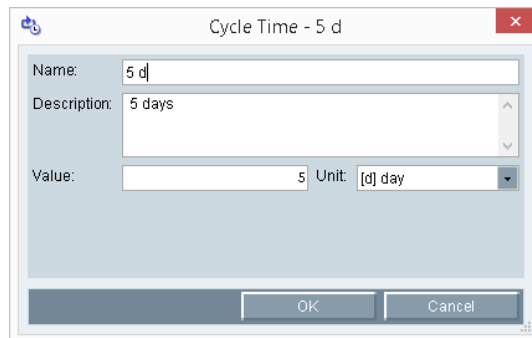 Cycle Time - 5 d
Name: 5 d
Description: 5 days
Value: 5 Unit: [d] day
OK Cancel